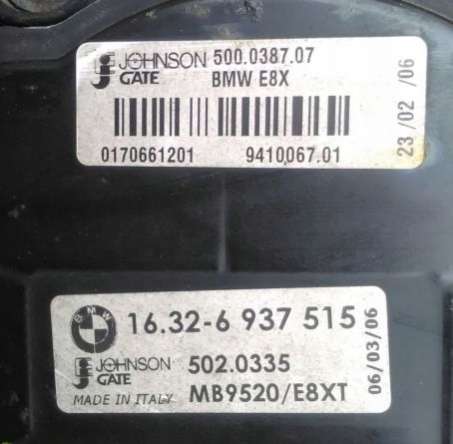 JOHNSON 500.0387.07
GATE BMW E8X
0170661201 9410067.01
23/02 /06
BMW 16.32-6 937 515
JOHNSON 502.0335
GATE
MADE IN ITALY MB9520/E8XT
06/03/06